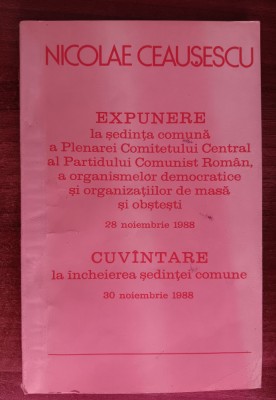 NICOLAE CEAUȘESCU
EXPUNERE
la ședința comună
a Plenarei Comitetului Central
al Partidului Comunist Român,
a organismelor democratice
și organizațiilor de masă
și obștești
28 noiembrie 1988
CUVÎNTARE
la încheierea ședinței comune
30 noiembrie 1988